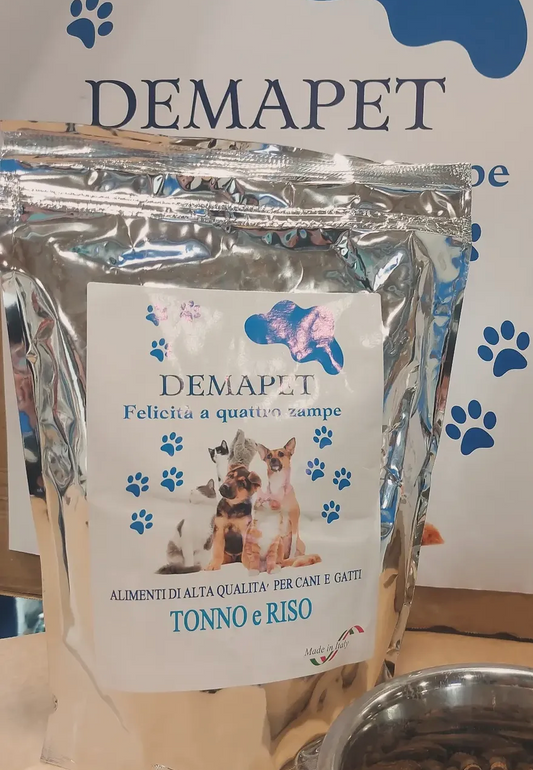 DEMAPET
pe
DEMAPET
Felicità a quattro zampe
ALIMENTI DI ALTA QUALITA' PER CANI E GATTI
TONNO e RISO
Made in Italy